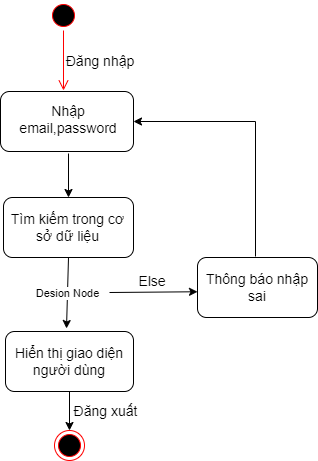 Đăng nhập
Nhập
email,password
Tìm kiếm trong cơ
sở dữ liệu
Desion Node
Else
Thông báo nhập
sai
Hiển thị giao diện
người dùng
Đăng xuất